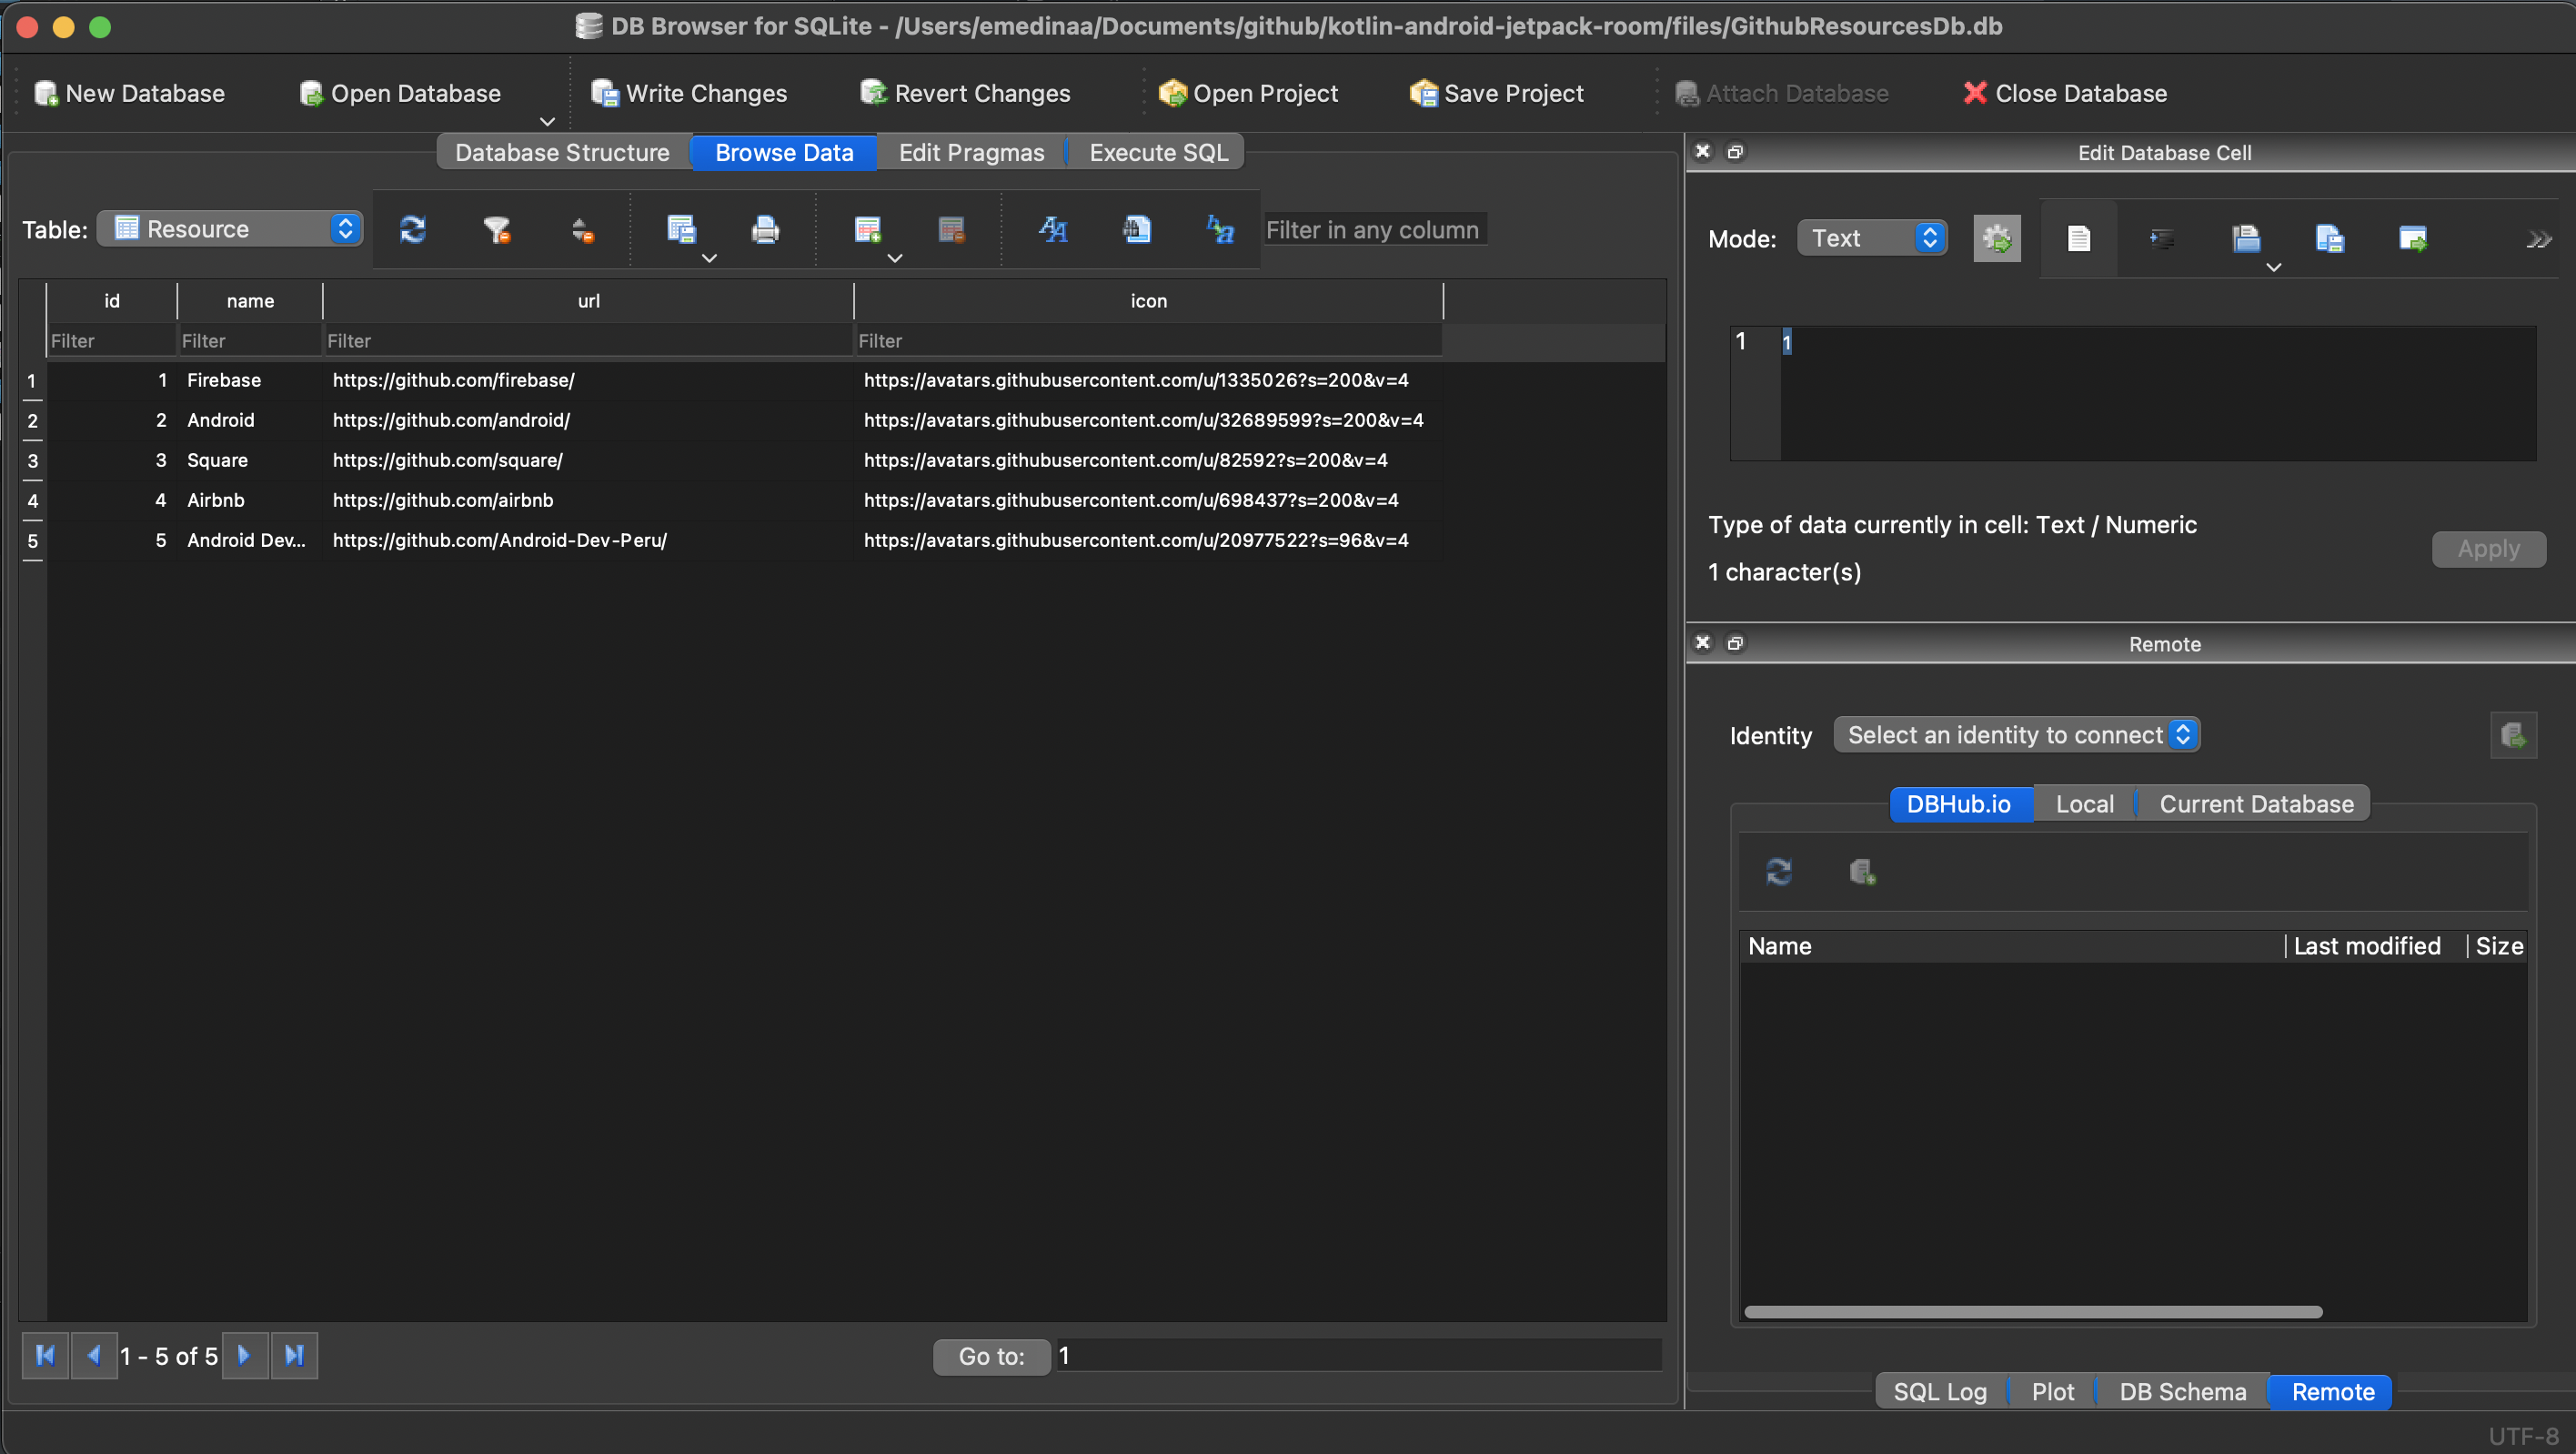 DB Browser for SQLite - /Users/emedinaa/Documents/github/kotlin-android-jetpack-room/files/GithubResourcesDb.db
New Database Open Database Write Changes Revert Changes Open Project Save Project Attach Database Close Database
Database Structure Browse Data Edit Pragmas Execute SQL
Table: Resource Filter in any column
id name url icon
Filter Filter Filter Filter
1 1 Firebase https://github.com/firebase/ https://avatars.githubusercontent.com/u/1335026?s=200&v=4
2 2 Android https://github.com/android/ https://avatars.githubusercontent.com/u/32689599?s=200&v=4
3 3 Square https://github.com/square/ https://avatars.githubusercontent.com/u/82592?s=200&v=4
4 4 Airbnb https://github.com/airbnb https://avatars.githubusercontent.com/u/698437?s=200&v=4
5 5 Android Dev... https://github.com/Android-Dev-Peru/ https://avatars.githubusercontent.com/u/20977522?s=96&v=4
1 - 5 of 5 Go to: 1
Edit Database Cell
Mode: Text
1 1
Type of data currently in cell: Text / Numeric
1 character(s)
Apply
Remote
Identity Select an identity to connect
DBHub.io Local Current Database
Name Last modified Size
SQL Log Plot DB Schema Remote
UTF-8